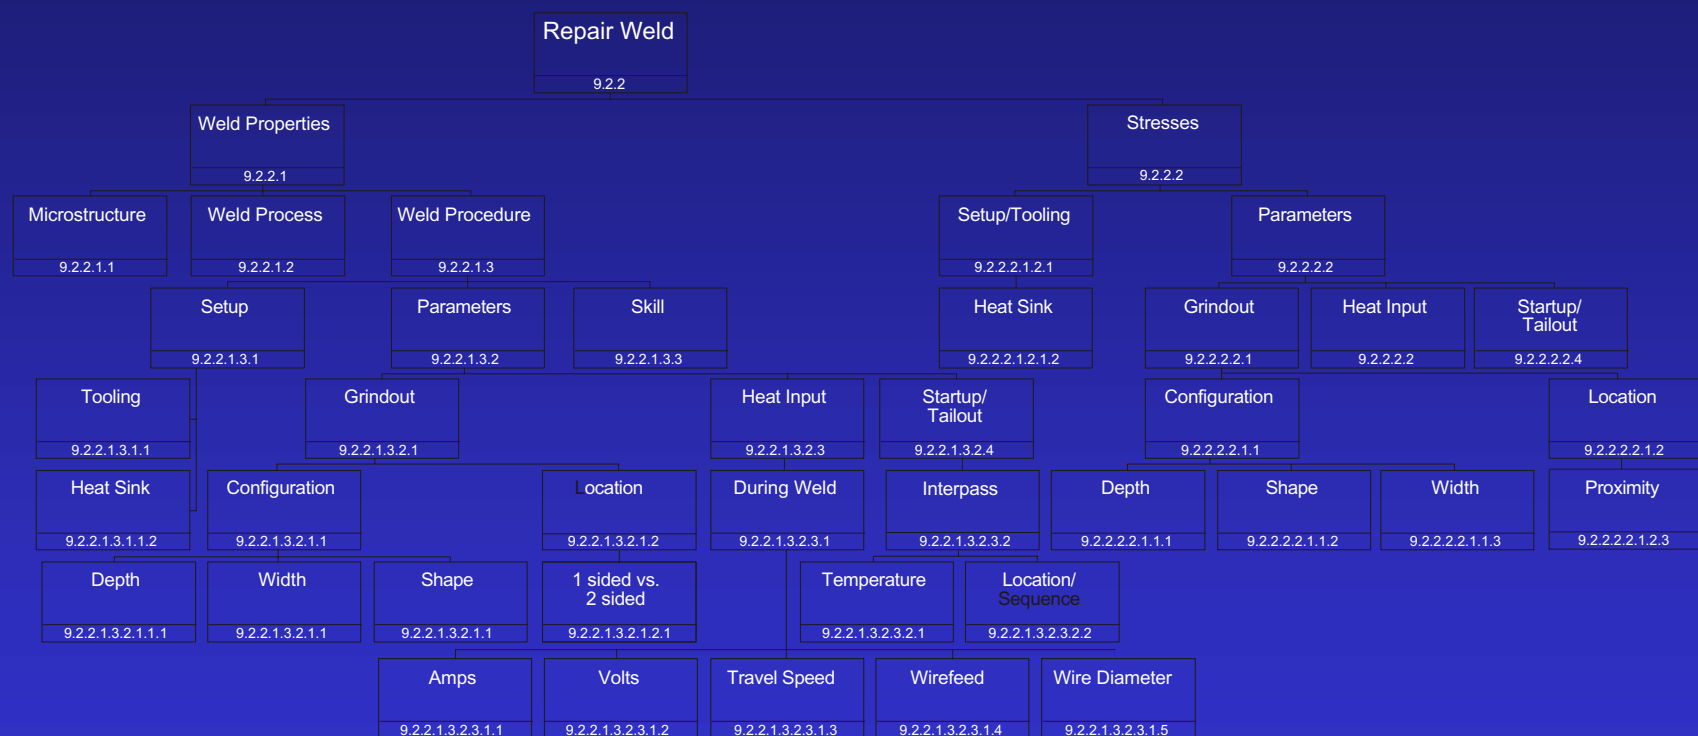 Repair Weld
9.2.2
Weld Properties
9.2.2.1
Stresses
9.2.2.2
Microstructure
9.2.2.1.1
Weld Process
9.2.2.1.2
Weld Procedure
9.2.2.1.3
Setup/Tooling
9.2.2.2.1.2.1
Parameters
9.2.2.2.2
Setup
9.2.2.1.3.1
Parameters
9.2.2.1.3.2
Skill
9.2.2.1.3.3
Heat Sink
9.2.2.2.1.2.1.2
Grindout
9.2.2.2.2.1
Heat Input
9.2.2.2.2
Startup/
Tailout
9.2.2.2.2.4
Tooling
9.2.2.1.3.1.1
Grindout
9.2.2.1.3.2.1
Heat Input
9.2.2.1.3.2.3
Startup/
Tailout
9.2.2.1.3.2.4
Configuration
9.2.2.2.2.1.1
Location
9.2.2.2.2.1.2
Heat Sink
9.2.2.1.3.1.1.2
Configuration
9.2.2.1.3.2.1.1
Location
9.2.2.1.3.2.1.2
During Weld
9.2.2.1.3.2.3.1
Interpass
9.2.2.1.3.2.3.2
Depth
9.2.2.2.2.1.1.1
Shape
9.2.2.2.2.1.1.2
Width
9.2.2.2.2.1.1.3
Proximity
9.2.2.2.2.1.2.3
Depth
9.2.2.1.3.2.1.1.1
Width
9.2.2.1.3.2.1.1
Shape
9.2.2.1.3.2.1.1
1 sided vs.
2 sided
9.2.2.1.3.2.1.2.1
Temperature
9.2.2.1.3.2.3.2.1
Location/
Sequence
9.2.2.1.3.2.3.2.2
Amps
9.2.2.1.3.2.3.1.1
Volts
9.2.2.1.3.2.3.1.2
Travel Speed
9.2.2.1.3.2.3.1.3
Wirefeed
9.2.2.1.3.2.3.1.4
Wire Diameter
9.2.2.1.3.2.3.1.5